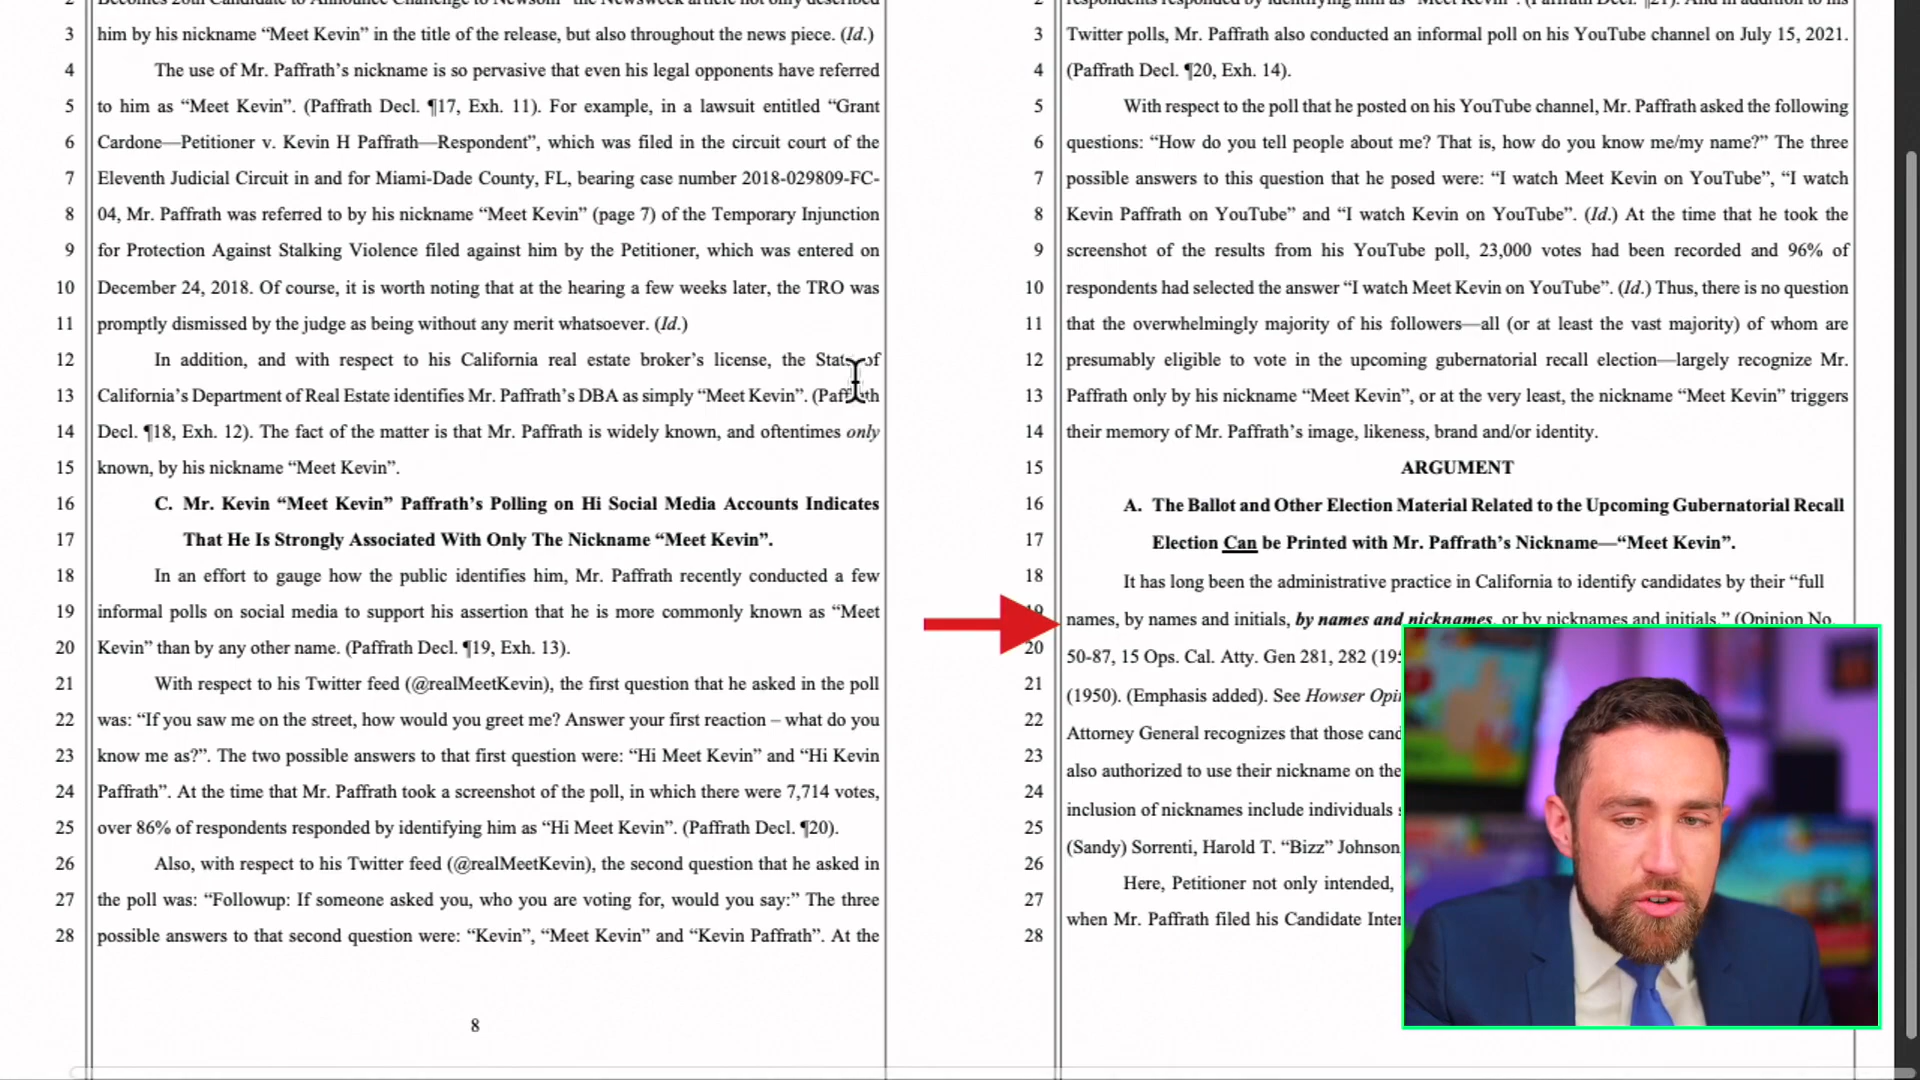 2
3
him by his nickname “Meet Kevin” in the title of the release, but also throughout the news piece. (Id.)
4
The use of Mr. Paffrath’s nickname is so pervasive that even his legal opponents have referred
5
to him as “Meet Kevin”. (Paffrath Decl. ¶17, Exh. 11). For example, in a lawsuit entitled “Grant
6
Cardone—Petitioner v. Kevin H Paffrath—Respondent”, which was filed in the circuit court of the
7
Eleventh Judicial Circuit in and for Miami-Dade County, FL, bearing case number 2018-029809-FC-
8
04, Mr. Paffrath was referred to by his nickname “Meet Kevin” (page 7) of the Temporary Injunction
9
for Protection Against Stalking Violence filed against him by the Petitioner, which was entered on
10
December 24, 2018. Of course, it is worth noting that at the hearing a few weeks later, the TRO was
11
promptly dismissed by the judge as being without any merit whatsoever. (Id.)
12
In addition, and with respect to his California real estate broker’s license, the State of
13
California’s Department of Real Estate identifies Mr. Paffrath’s DBA as simply “Meet Kevin”. (Paffrath
14
Decl. ¶18, Exh. 12). The fact of the matter is that Mr. Paffrath is widely known, and oftentimes only
15
known, by his nickname “Meet Kevin”.
16
C. Mr. Kevin “Meet Kevin” Paffrath’s Polling on Hi Social Media Accounts Indicates
17
That He Is Strongly Associated With Only The Nickname “Meet Kevin”.
18
In an effort to gauge how the public identifies him, Mr. Paffrath recently conducted a few
19
informal polls on social media to support his assertion that he is more commonly known as “Meet
20
Kevin” than by any other name. (Paffrath Decl. ¶19, Exh. 13).
21
With respect to his Twitter feed (@realMeetKevin), the first question that he asked in the poll
22
was: “If you saw me on the street, how would you greet me? Answer your first reaction – what do you
23
know me as?”. The two possible answers to that first question were: “Hi Meet Kevin” and “Hi Kevin
24
Paffrath”. At the time that Mr. Paffrath took a screenshot of the poll, in which there were 7,714 votes,
25
over 86% of respondents responded by identifying him as “Hi Meet Kevin”. (Paffrath Decl. ¶20).
26
Also, with respect to his Twitter feed (@realMeetKevin), the second question that he asked in
27
the poll was: “Followup: If someone asked you, who you are voting for, would you say:” The three
28
possible answers to that second question were: “Kevin”, “Meet Kevin” and “Kevin Paffrath”. At the
8
2
3
Twitter polls, Mr. Paffrath also conducted an informal poll on his YouTube channel on July 15, 2021.
4
(Paffrath Decl. ¶20, Exh. 14).
5
With respect to the poll that he posted on his YouTube channel, Mr. Paffrath asked the following
6
questions: “How do you tell people about me? That is, how do you know me/my name?” The three
7
possible answers to this question that he posed were: “I watch Meet Kevin on YouTube”, “I watch
8
Kevin Paffrath on YouTube” and “I watch Kevin on YouTube”. (Id.) At the time that he took the
9
screenshot of the results from his YouTube poll, 23,000 votes had been recorded and 96% of
10
respondents had selected the answer “I watch Meet Kevin on YouTube”. (Id.) Thus, there is no question
11
that the overwhelmingly majority of his followers—all (or at least the vast majority) of whom are
12
presumably eligible to vote in the upcoming gubernatorial recall election—largely recognize Mr.
13
Paffrath only by his nickname “Meet Kevin”, or at the very least, the nickname “Meet Kevin” triggers
14
their memory of Mr. Paffrath’s image, likeness, brand and/or identity.
15
ARGUMENT
16
A. The Ballot and Other Election Material Related to the Upcoming Gubernatorial Recall
17
Election Can be Printed with Mr. Paffrath’s Nickname—“Meet Kevin”.
18
It has long been the administrative practice in California to identify candidates by their “full
19
names, by names and initials, by names and nicknames, or by nicknames and initials.” (Opinion No.
20
50-87, 15 Ops. Cal. Atty. Gen 281, 282
21
(1950). (Emphasis added). See Howser
22
Attorney General recognizes that those
23
also authorized to use their nickname on the
24
inclusion of nicknames include individuals
25
(Sandy) Sorrenti, Harold T. “Bizz” Johnson
26
Here, Petitioner not only intended,
27
when Mr. Paffrath filed his Candidate
28